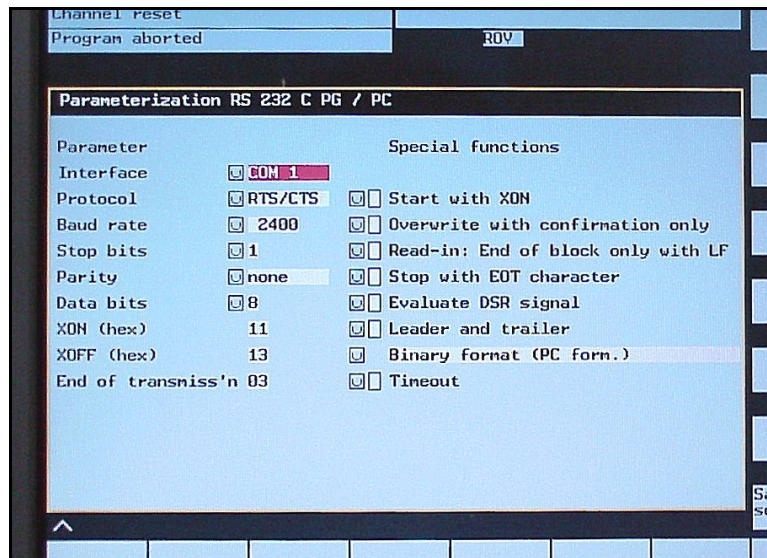 Channel reset
Program aborted ROV
Parameterization RS 232 C PG / PC
Parameter Special functions
Interface COM 1
Protocol RTS/CTS Start with XON
Baud rate 2400 Overwrite with confirmation only
Stop bits 1 Read-in: End of block only with LF
Parity none Stop with EOT character
Data bits 8 Evaluate DSR signal
XON (hex) 11 Leader and trailer
XOFF (hex) 13 Binary format (PC form.)
End of transmiss'n 03 Timeout